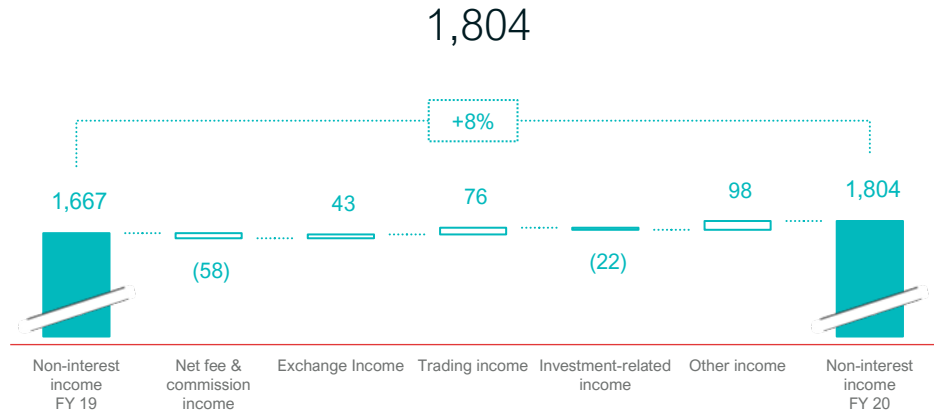 1,804
+8%
1,667
(58)
43
76
(22)
98
1,804
Non-interest
income
FY 19
Net fee &
commission
income
Exchange Income
Trading income
Investment-related
income
Other income
Non-interest
income
FY 20